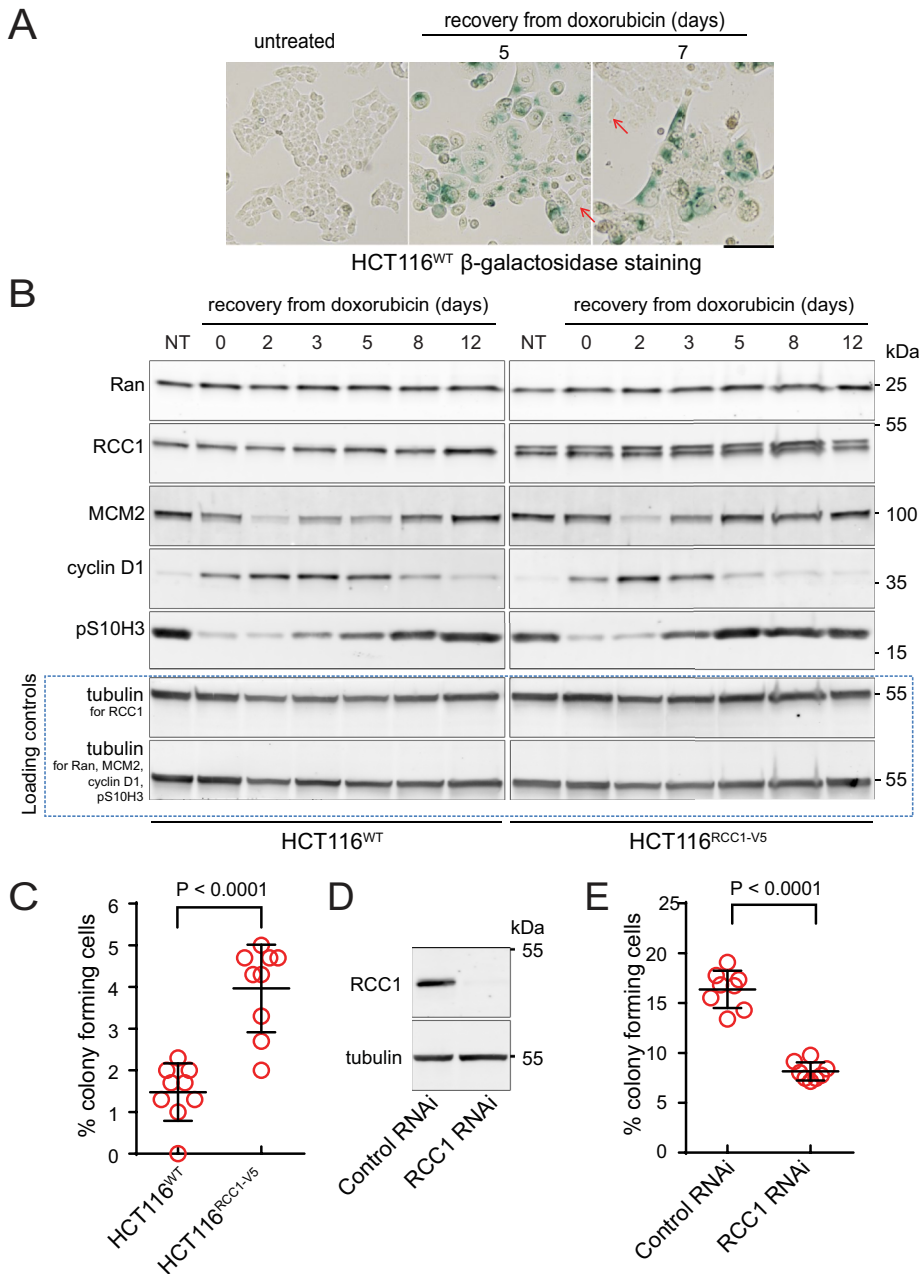 A
untreated
recovery from doxorubicin (days)
5
7
HCT116WT β-galactosidase staining
B
recovery from doxorubicin (days)
recovery from doxorubicin (days)
NT 0 2 3 5 8 12
NT 0 2 3 5 8 12
kDa
Ran
25
55
RCC1
MCM2
100
cyclin D1
35
pS10H3
15
Loading controls
tubulin
for RCC1
55
tubulin
for Ran, MCM2,
cyclin D1,
pS10H3
55
HCT116WT
HCT116RCC1-V5
C
P < 0.0001
% colony forming cells
6
5
4
3
2
1
0
HCT116WT
HCT116RCC1-V5
D
kDa
55
RCC1
tubulin
55
Control RNAi
RCC1 RNAi
E
P < 0.0001
% colony forming cells
25
20
15
10
5
0
Control RNAi
RCC1 RNAi